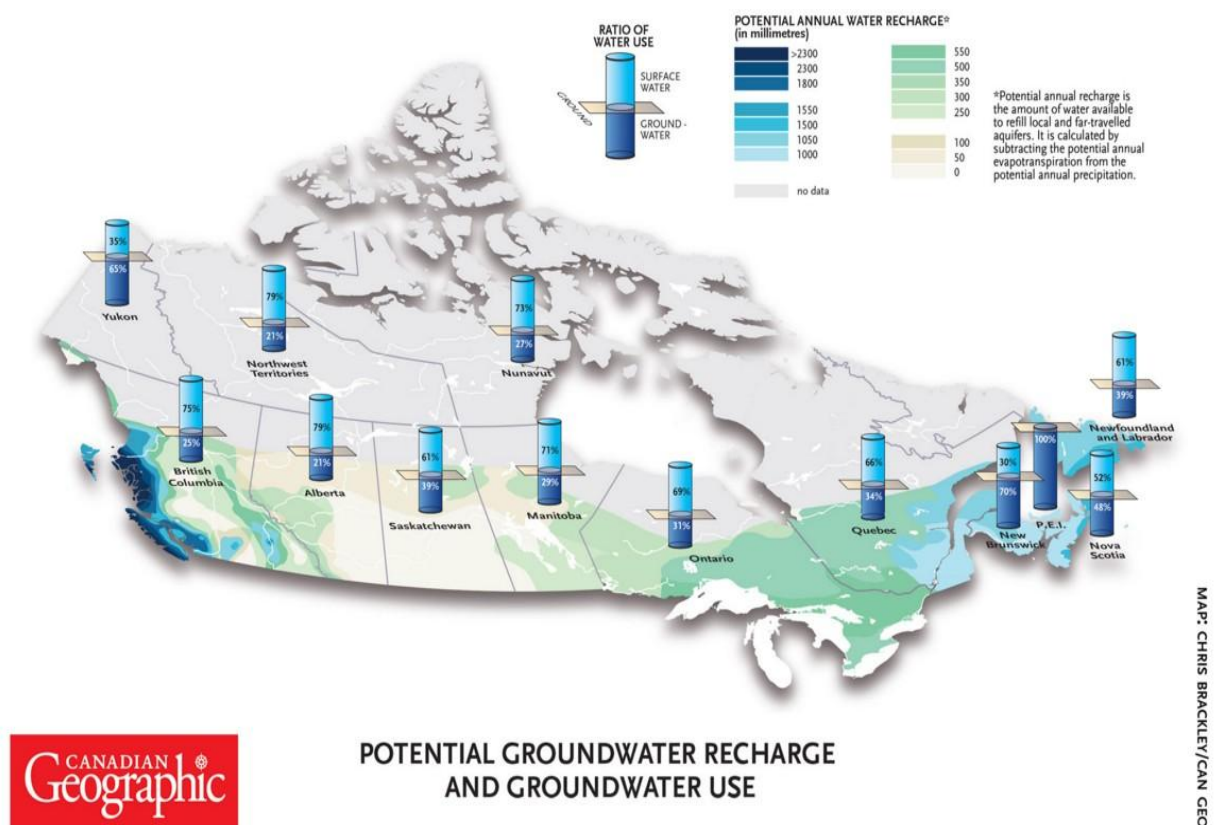 RATIO OF
WATER USE
SURFACE
WATER
GROUND
GROUND-
WATER
POTENTIAL ANNUAL WATER RECHARGE*
(in millimetres)
>2300
2300
1800
1550
1500
1050
1000
no data
550
500
350
300
250
100
50
0
*Potential annual recharge is
the amount of water available
to refill local and far-travelled
aquifers. It is calculated by
subtracting the potential annual
evapotranspiration from the
potential annual precipitation.
35%
65%
Yukon
79%
21%
Northwest
Territories
73%
27%
Nunavut
75%
25%
British
Columbia
79%
21%
Alberta
61%
39%
Saskatchewan
71%
29%
Manitoba
69%
31%
Ontario
66%
34%
Quebec
30%
70%
New
Brunswick
100%
P.E.I.
52%
48%
Nova
Scotia
61%
39%
Newfoundland
and Labrador
MAP: CHRIS BRACKLEY/CAN GEO
CANADIAN
Geographic
POTENTIAL GROUNDWATER RECHARGE
AND GROUNDWATER USE